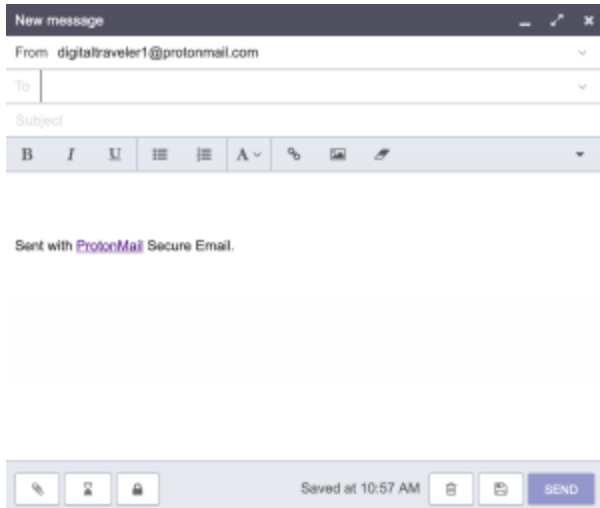 New message
From digitaltraveler1@protonmail.com
To
Subject
B I U A
Sent with ProtonMail Secure Email.
Saved at 10:57 AM SEND